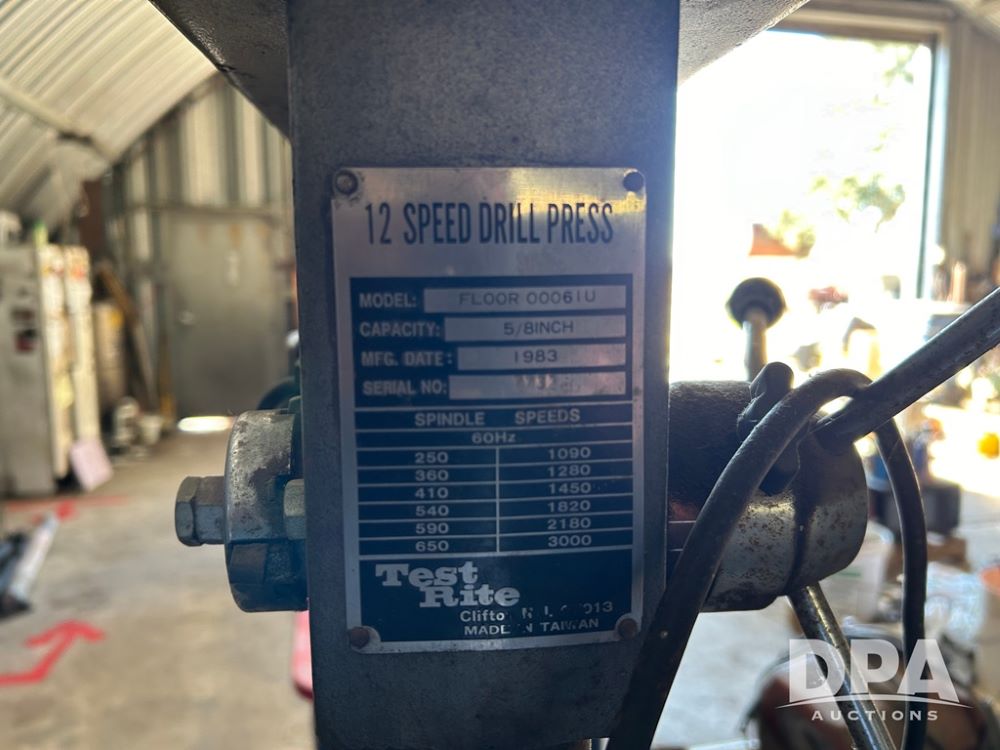 12 SPEED DRILL PRESS
MODEL: FLOOR 00061U
CAPACITY: 5/8INCH
MFG. DATE: 1983
SERIAL NO:
SPINDLE SPEEDS
60Hz
250 1090
360 1280
410 1450
540 1820
590 2180
650 3000
Test
Rite
MADE IN TAIWAN
DPA
AUCTIONS